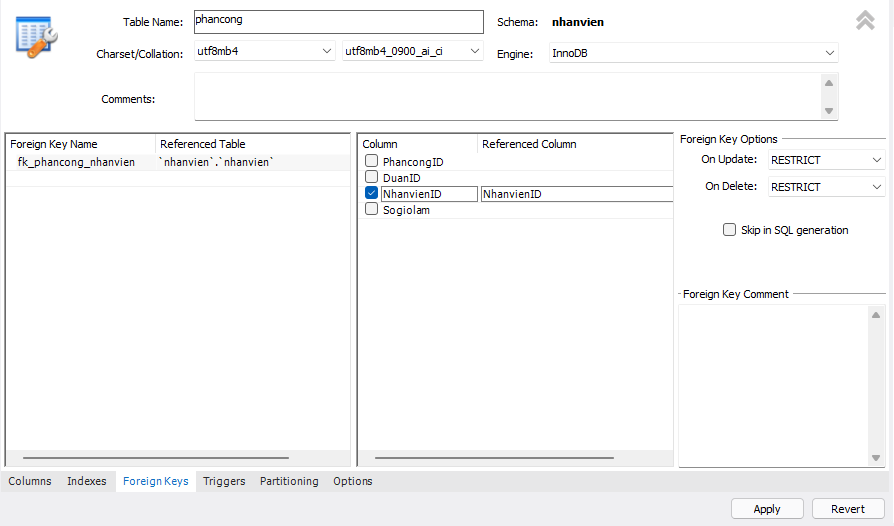 Table Name: phancong Schema: nhanvien
Charset/Collation: utf8mb4 utf8mb4_0900_ai_ci Engine: InnoDB
Comments:
Foreign Key Name Referenced Table
fk_phancong_nhanvien `nhanvien`.`nhanvien`
Column Referenced Column
PhancongID
DuanID
NhanvienID NhanvienID
Sogiolam
Foreign Key Options
On Update: RESTRICT
On Delete: RESTRICT
Skip in SQL generation
Foreign Key Comment
Columns Indexes Foreign Keys Triggers Partitioning Options
Apply Revert